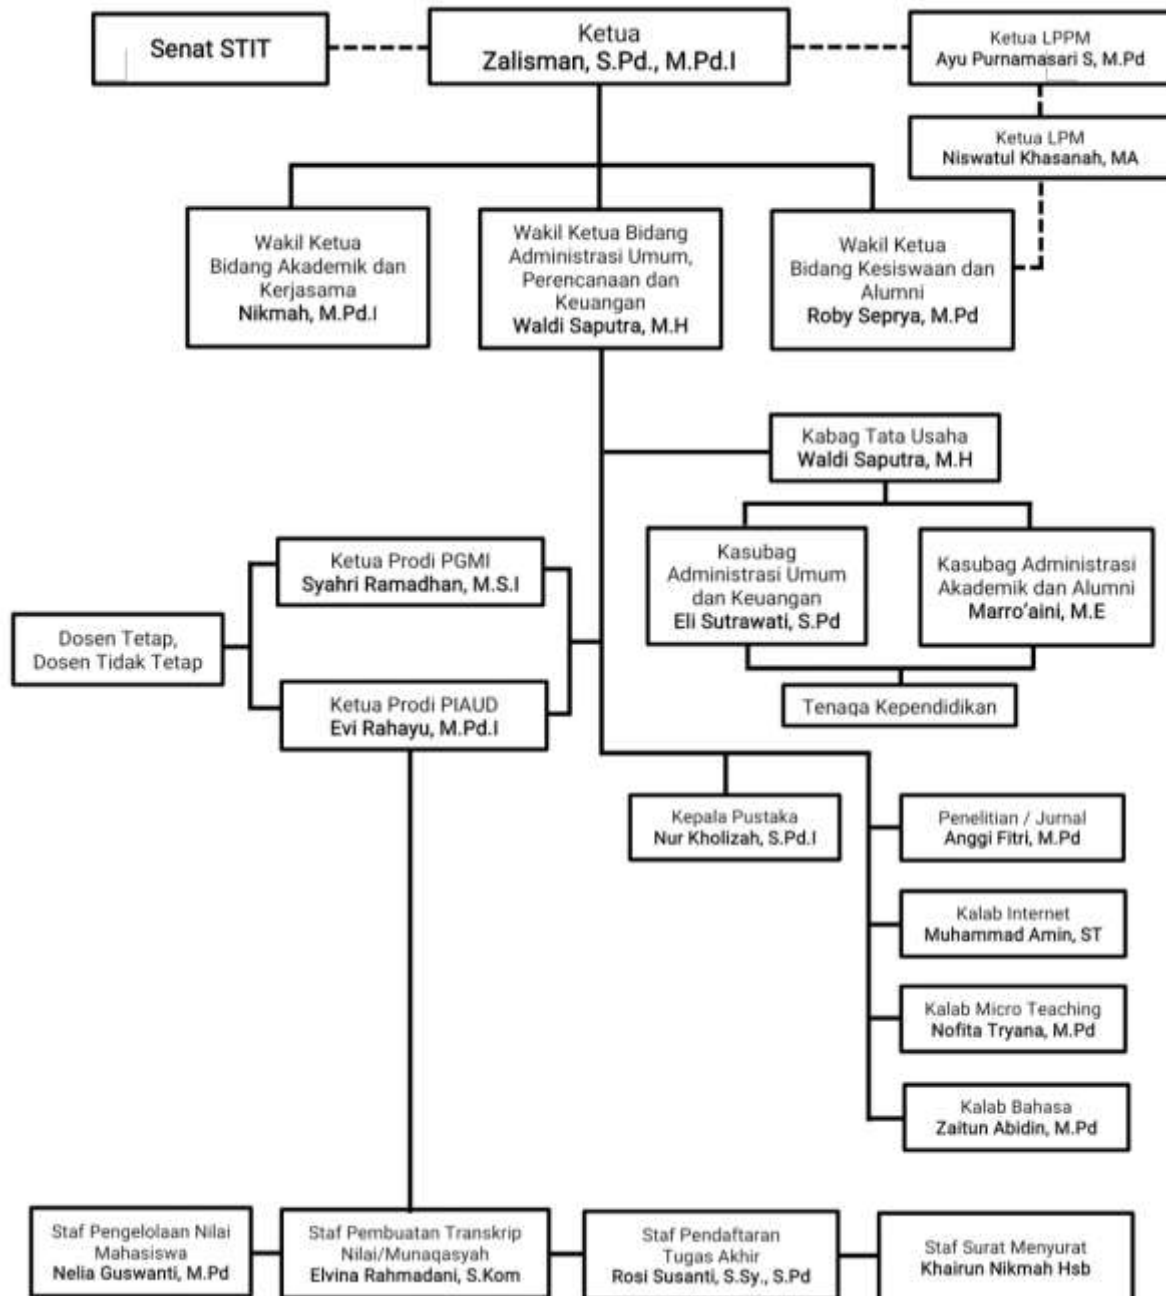 Senat STIT
Ketua
Zalisman, S.Pd., M.Pd.I
Ketua LPPM
Ayu Purnamasari S, M.Pd
Ketua LPM
Niswatul Khasanah, MA
Wakil Ketua
Bidang Akademik dan
Kerjasama
Nikmah, M.Pd.I
Wakil Ketua Bidang
Administrasi Umum,
Perencanaan dan
Keuangan
Waldi Saputra, M.H
Wakil Ketua
Bidang Kesiswaan dan
Alumni
Roby Seprya, M.Pd
Kabag Tata Usaha
Waldi Saputra, M.H
Kasubag
Administrasi Umum
dan Keuangan
Eli Sutrawati, S.Pd
Kasubag Administrasi
Akademik dan Alumni
Marro’aini, M.E
Tenaga Kependidikan
Ketua Prodi PGMI
Syahri Ramadhan, M.S.I
Dosen Tetap,
Dosen Tidak Tetap
Ketua Prodi PIAUD
Evi Rahayu, M.Pd.I
Kepala Pustaka
Nur Kholizah, S.Pd.I
Penelitian / Jurnal
Anggi Fitri, M.Pd
Kalab Internet
Muhammad Amin, ST
Kalab Micro Teaching
Nofita Tryana, M.Pd
Kalab Bahasa
Zaitun Abidin, M.Pd
Staf Pengelolaan Nilai
Mahasiswa
Nelia Guswanti, M.Pd
Staf Pembuatan Transkrip
Nilai/Munaqasyah
Elvina Rahmadani, S.Kom
Staf Pendaftaran
Tugas Akhir
Rosi Susanti, S.Sy., S.Pd
Staf Surat Menyurat
Khairun Nikmah Hsb